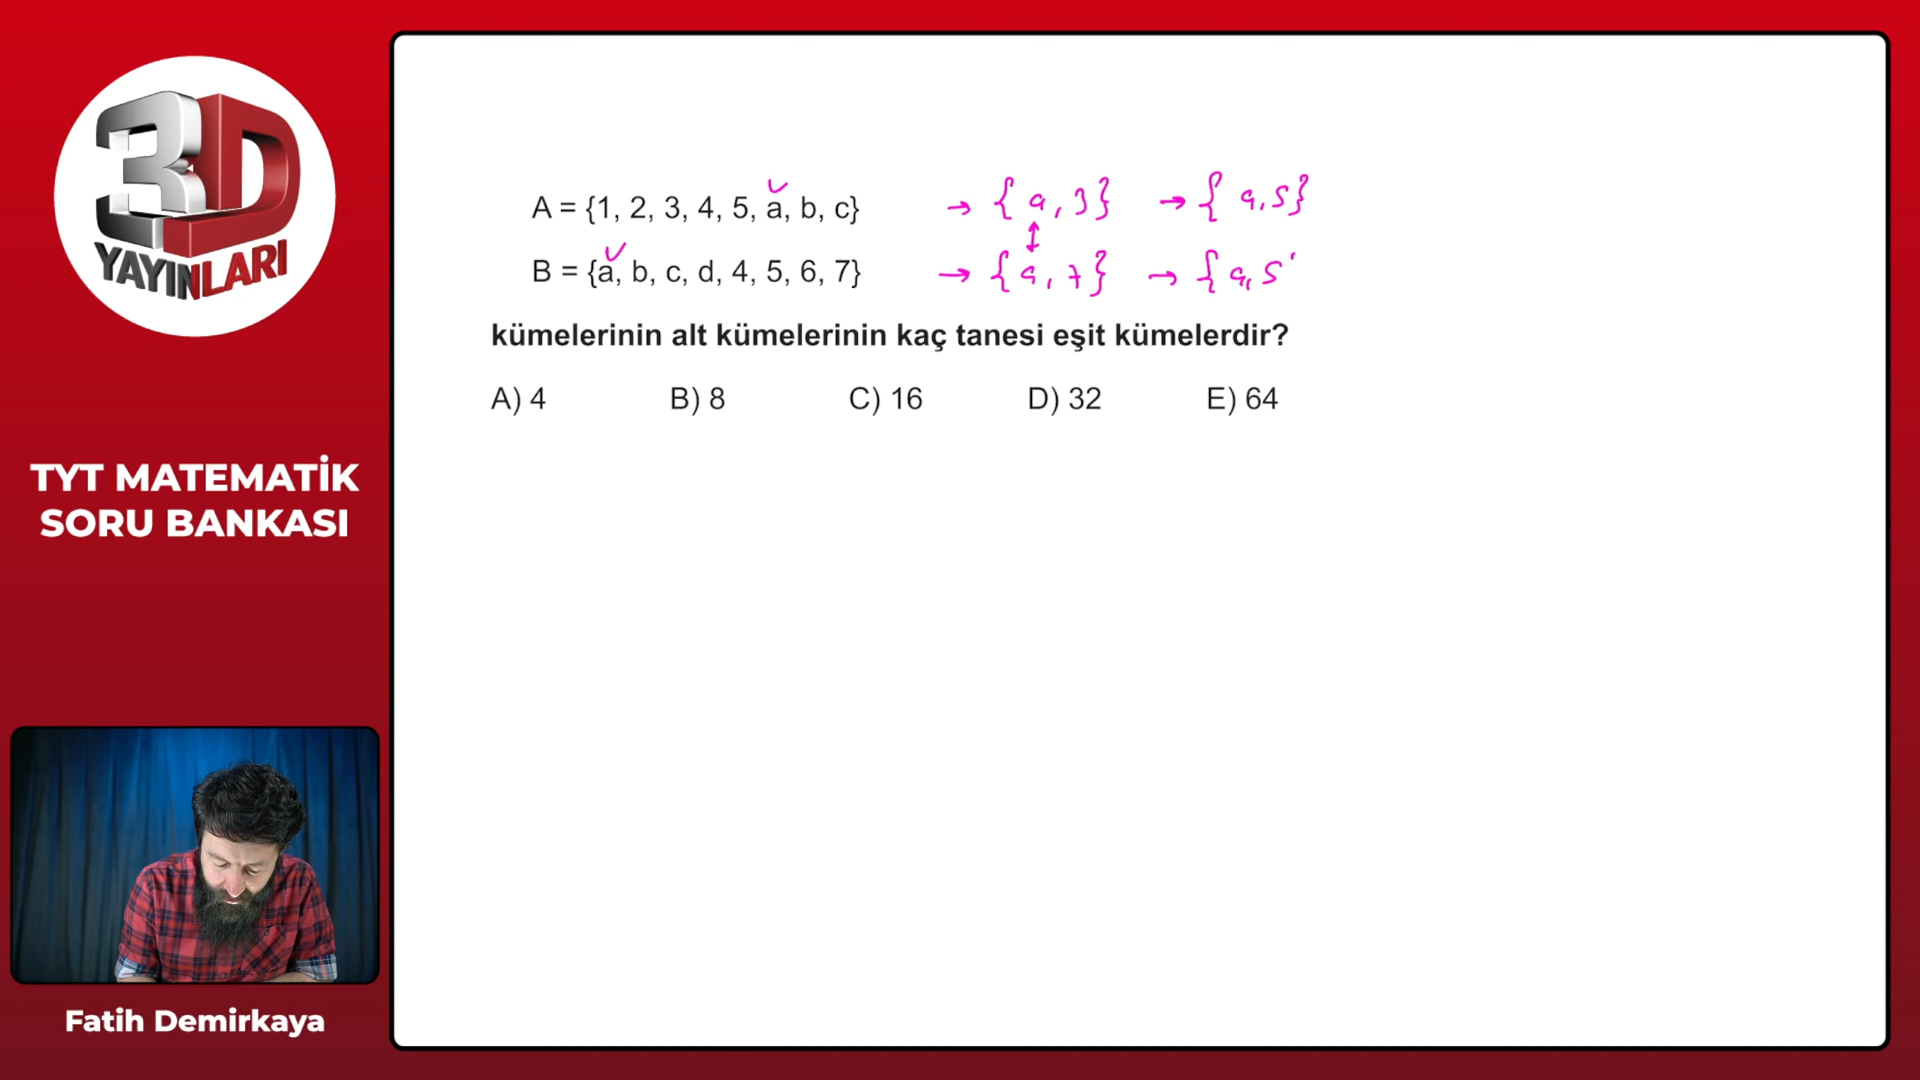 3D
YAYINLARI
TYT MATEMATİK
SORU BANKASI
Fatih Demirkaya
A = {1, 2, 3, 4, 5, a, b, c} → {a, 3} → {a, 5}
B = {a, b, c, d, 4, 5, 6, 7} → {a, 7} → {a, 5
kümelerinin alt kümelerinin kaç tanesi eşit kümelerdir?
A) 4 B) 8 C) 16 D) 32 E) 64